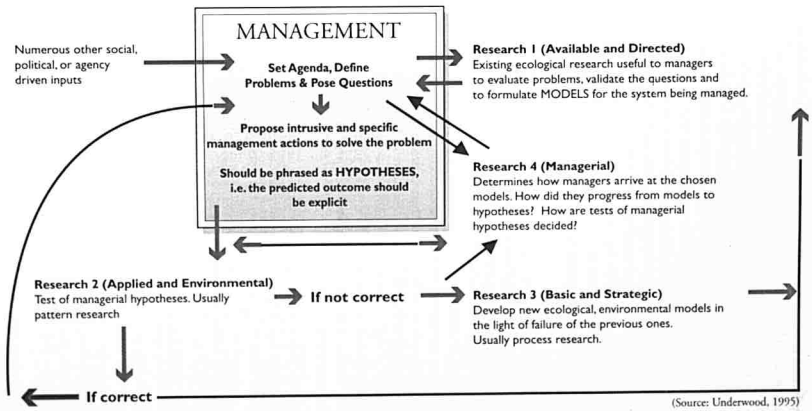 MANAGEMENT
Numerous other social,
political, or agency
driven inputs
Set Agenda, Define
Problems & Pose Questions
Research 1 (Available and Directed)
Existing ecological research useful to managers
to evaluate problems, validate the questions and
to formulate MODELS for the system being managed.
Propose intrusive and specific
management actions to solve the problem
Should be phrased as HYPOTHESES,
i.e. the predicted outcome should
be explicit
Research 4 (Managerial)
Determines how managers arrive at the chosen
models. How did they progress from models to
hypotheses? How are tests of managerial
hypotheses decided?
Research 2 (Applied and Environmental)
Test of managerial hypotheses. Usually
pattern research
If not correct
Research 3 (Basic and Strategic)
Develop new ecological, environmental models in
the light of failure of the previous ones.
Usually process research.
If correct
(Source: Underwood, 1995)